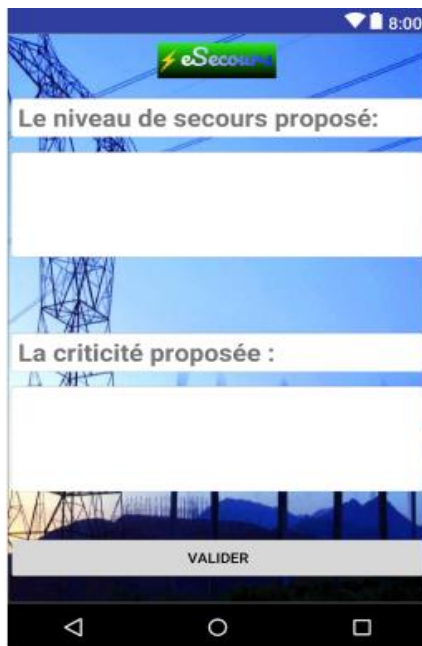 8:00
eSecours
Le niveau de secours proposé:
La criticité proposée :
VALIDER